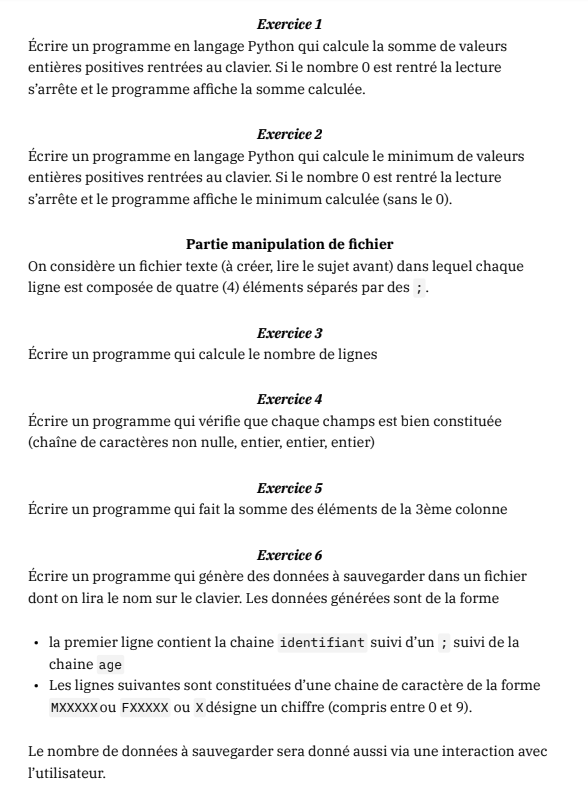 Exercice 1
Écrire un programme en langage Python qui calcule la somme de valeurs
entières positives rentrées au clavier. Si le nombre 0 est rentré la lecture
s'arrête et le programme affiche la somme calculée.
Exercice 2
Écrire un programme en langage Python qui calcule le minimum de valeurs
entières positives rentrées au clavier. Si le nombre 0 est rentré la lecture
s'arrête et le programme affiche le minimum calculée (sans le 0).
Partie manipulation de fichier
On considère un fichier texte (à créer, lire le sujet avant) dans lequel chaque
ligne est composée de quatre (4) éléments séparés par des ;.
Exercice 3
Écrire un programme qui calcule le nombre de lignes
Exercice 4
Écrire un programme qui vérifie que chaque champs est bien constituée
(chaîne de caractères non nulle, entier, entier, entier)
Exercice 5
Écrire un programme qui fait la somme des éléments de la 3ème colonne
Exercice 6
Écrire un programme qui génère des données à sauvegarder dans un fichier
dont on lira le nom sur le clavier. Les données générées sont de la forme
• la premier ligne contient la chaine identifiant suivi d'un ; suivi de la
chaine age
• Les lignes suivantes sont constituées d'une chaine de caractère de la forme
MXXXXX ou FXXXXX ou X désigne un chiffre (compris entre 0 et 9).
Le nombre de données à sauvegarder sera donné aussi via une interaction avec
l'utilisateur.